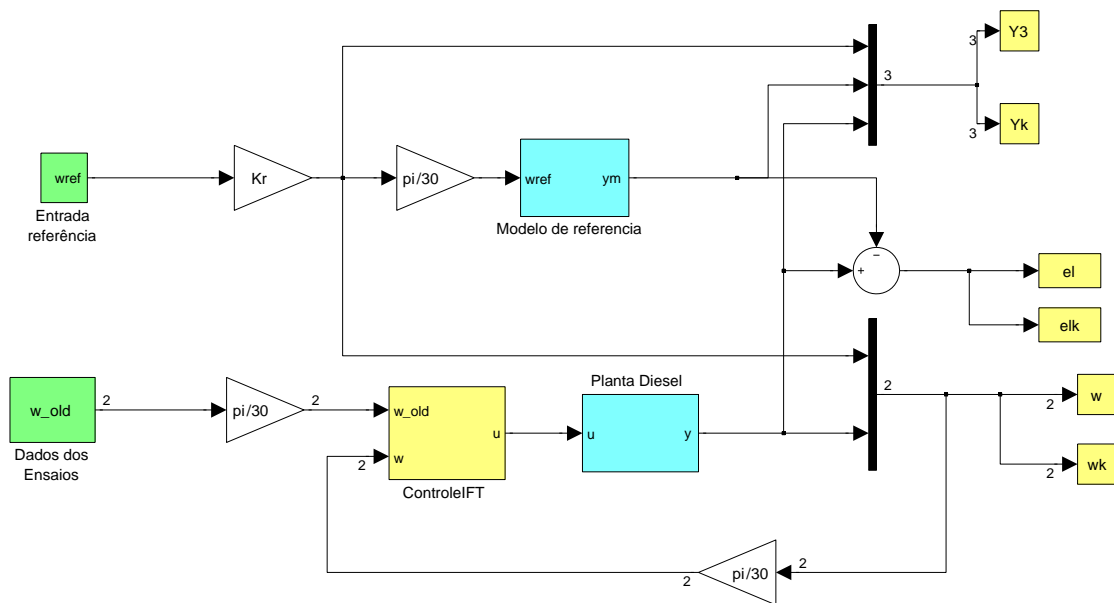 Y3
3
3
Yk
3
wref
Entrada
referência
Kr
pi/30
wref
ym
Modelo de referencia
−
+
el
elk
w_old
2
Dados dos
Ensaios
pi/30
2
w_old
w
2
u
ControleIFT
Planta Diesel
u
y
2
w
2
wk
2
pi/30
2
2